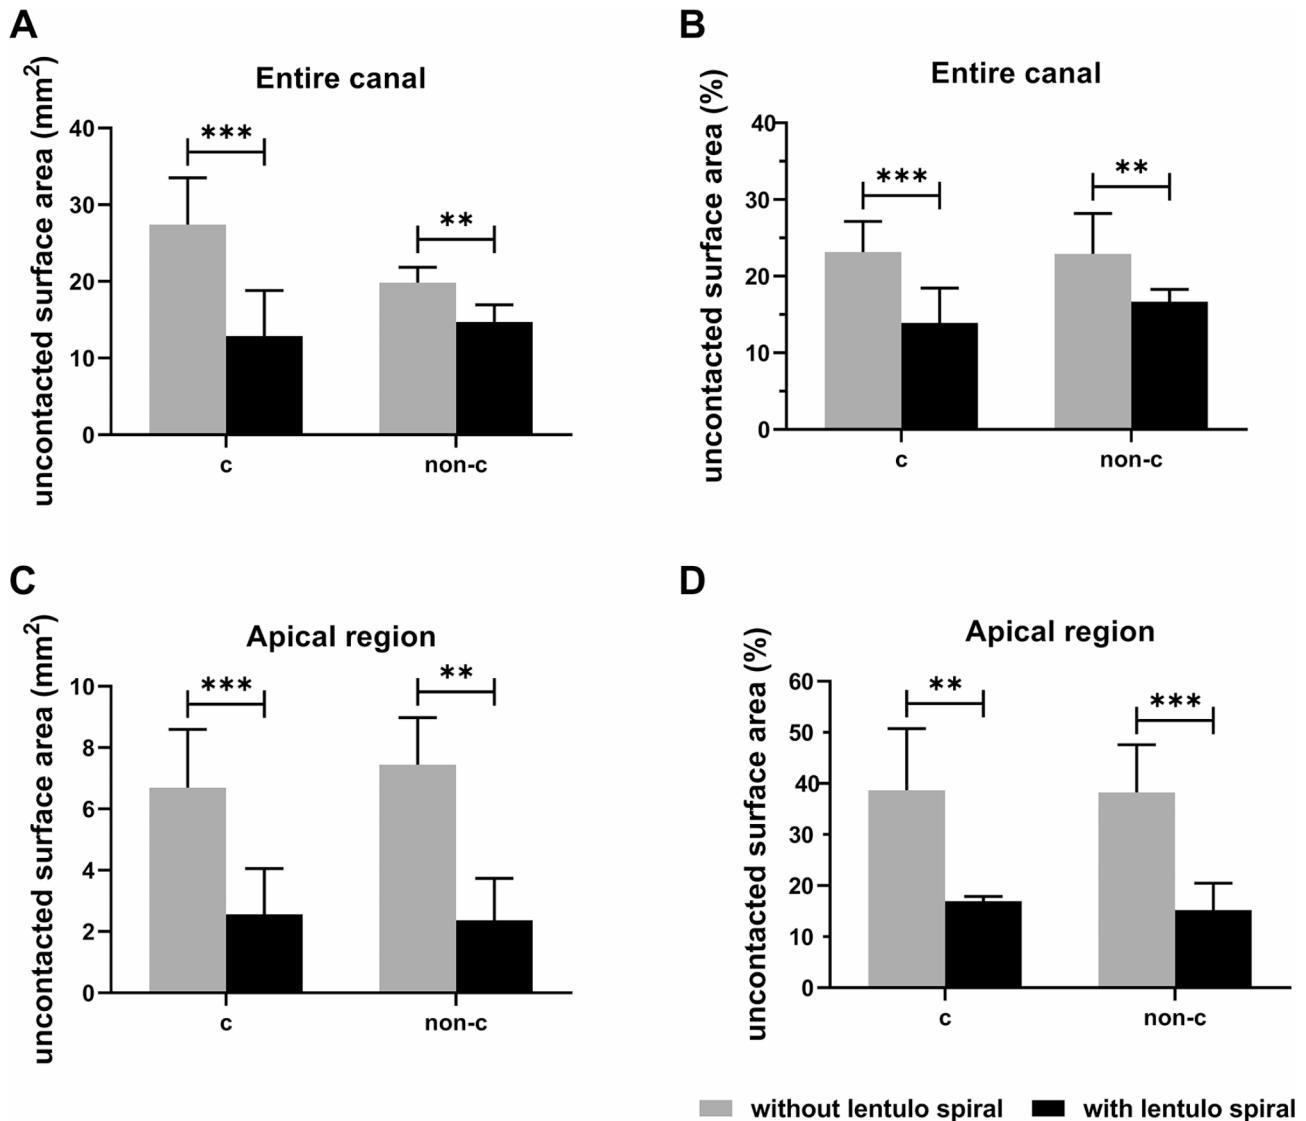 A
Entire canal
uncontacted surface area (mm²)
40
30
20
10
0
***
**
c
non-c
B
Entire canal
uncontacted surface area (%)
40
30
20
10
0
***
**
c
non-c
C
Apical region
uncontacted surface area (mm²)
10
8
6
4
2
0
***
**
c
non-c
D
Apical region
uncontacted surface area (%)
60
50
40
30
20
10
0
**
***
c
non-c
without lentulo spiral
with lentulo spiral